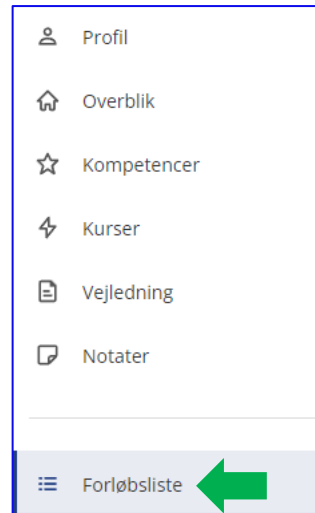 Profil
Overblik
Kompetencer
Kurser
Vejledning
Notater
Forløbsliste